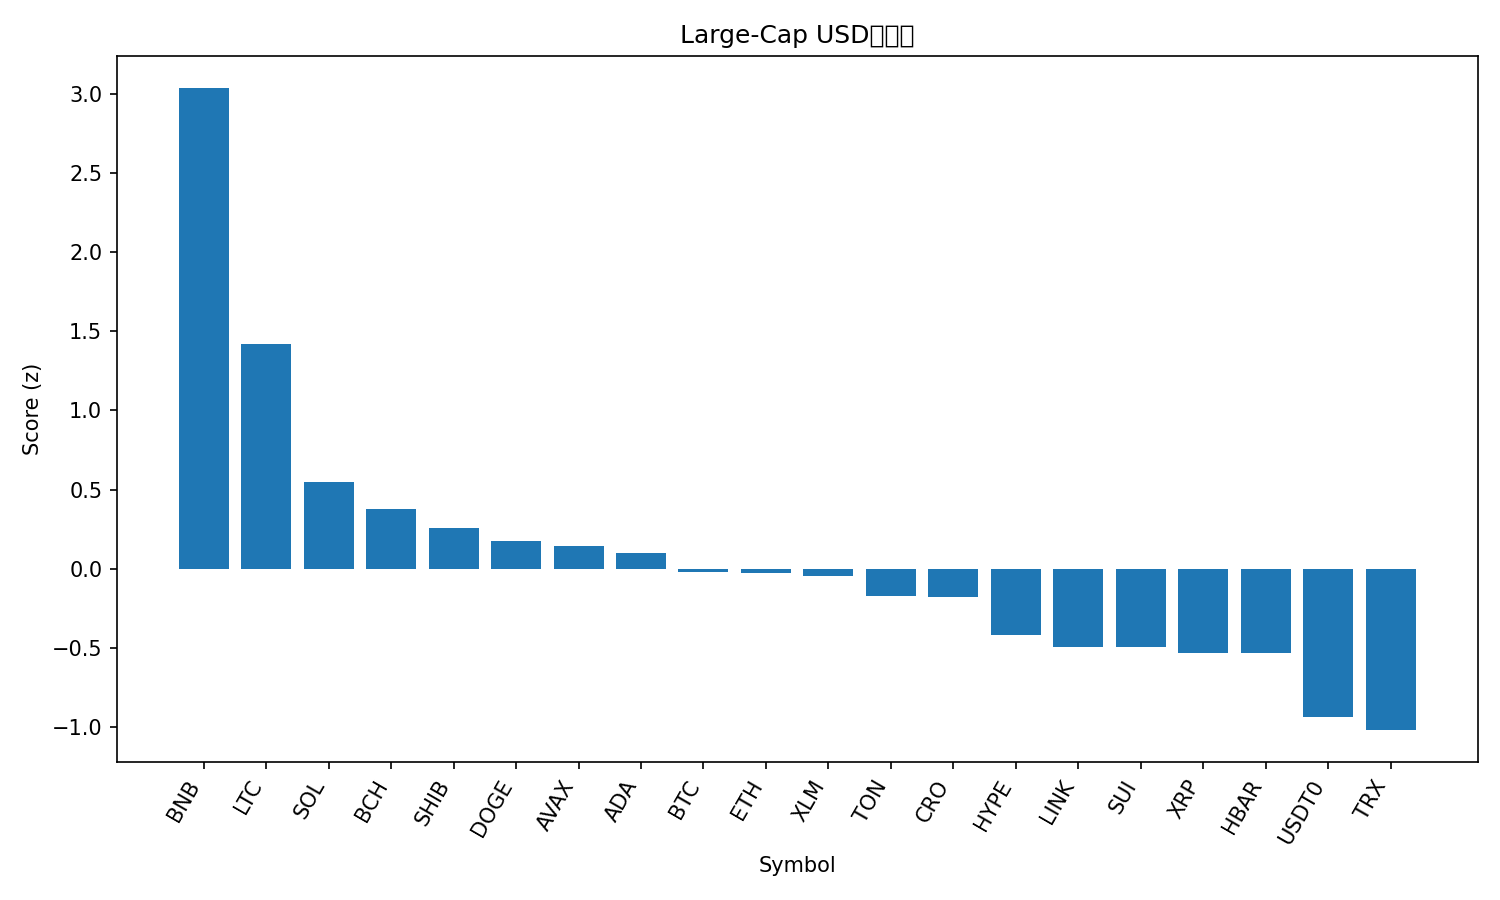 Large-Cap USD
Score (z)
3.0
2.5
2.0
1.5
1.0
0.5
0.0
−0.5
−1.0
BNB
LTC
SOL
BCH
SHIB
DOGE
AVAX
ADA
BTC
ETH
XLM
TON
CRO
HYPE
LINK
SUI
XRP
HBAR
USDT0
TRX
Symbol